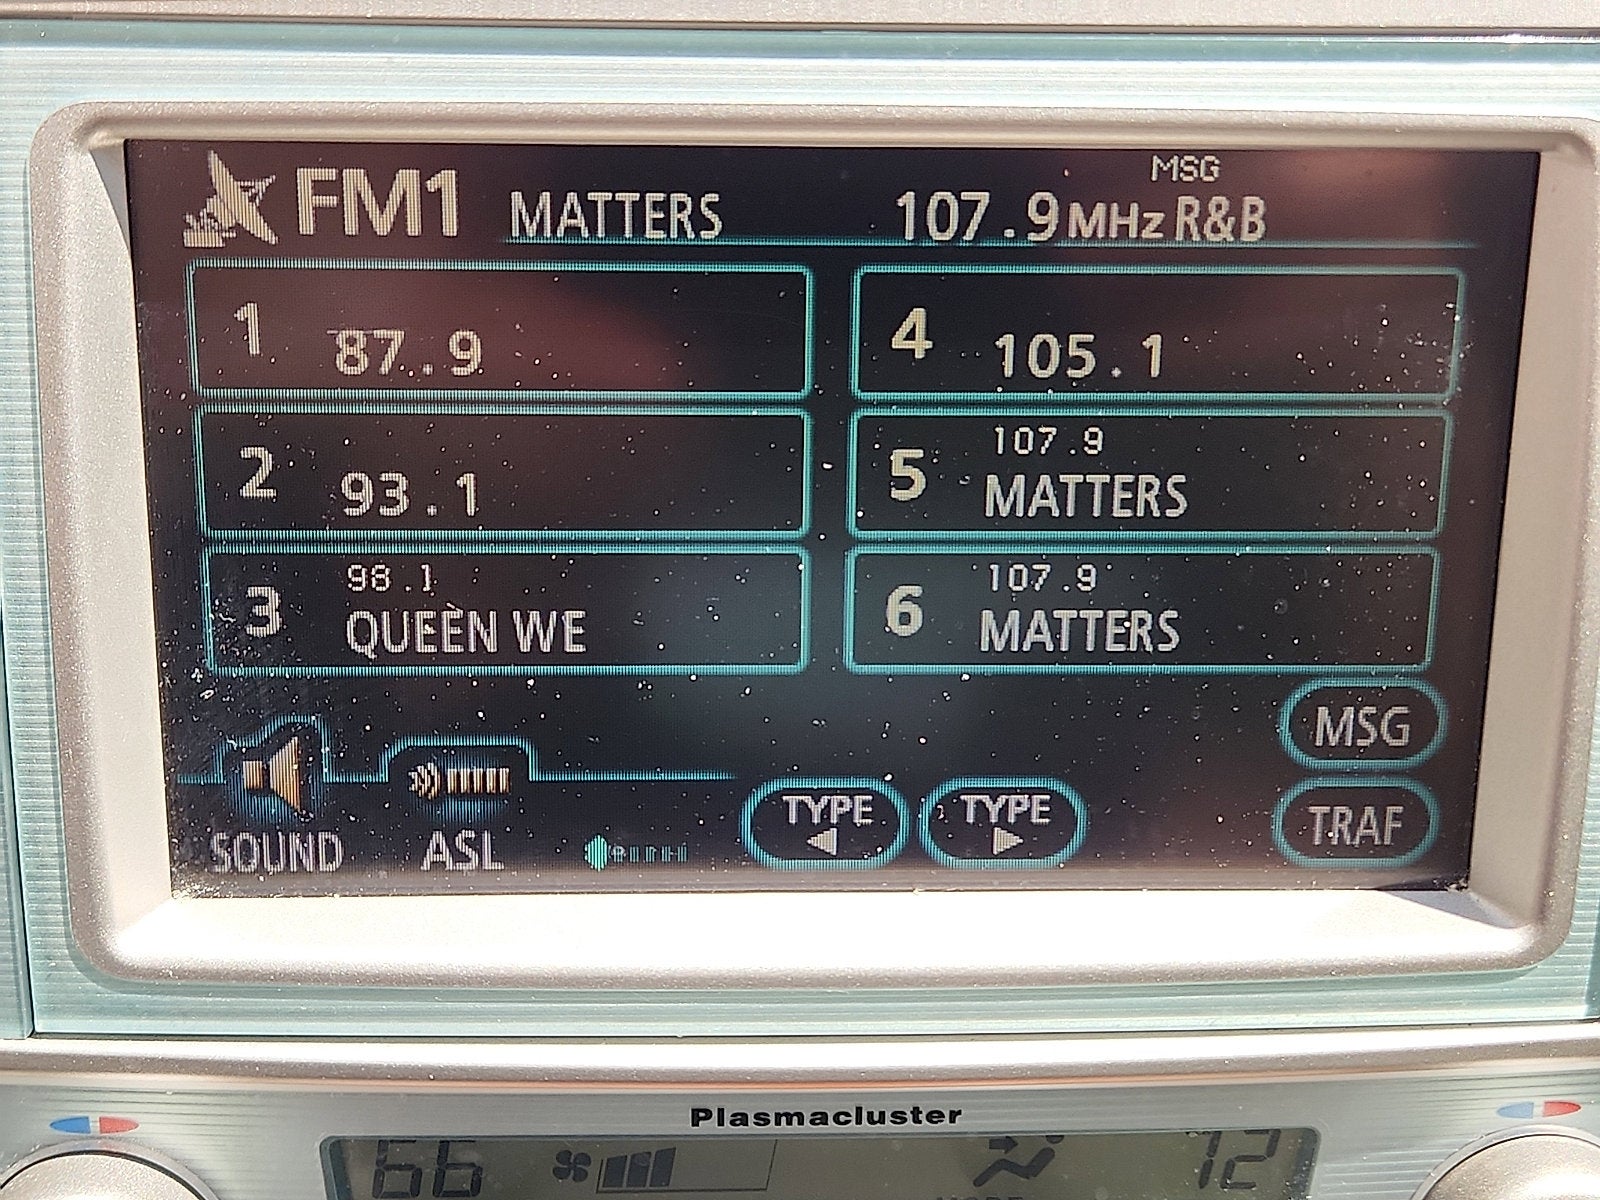 MSG
FM1 MATTERS 107.9 MHz R&B
1 87.9
4 105.1
2 93.1
5 107.9
MATTERS
3 98.1
QUEEN WE
6 107.9
MATTERS
MSG
TYPE
TYPE
TRAF
SOUND
ASL
Plasmacluster
66
72